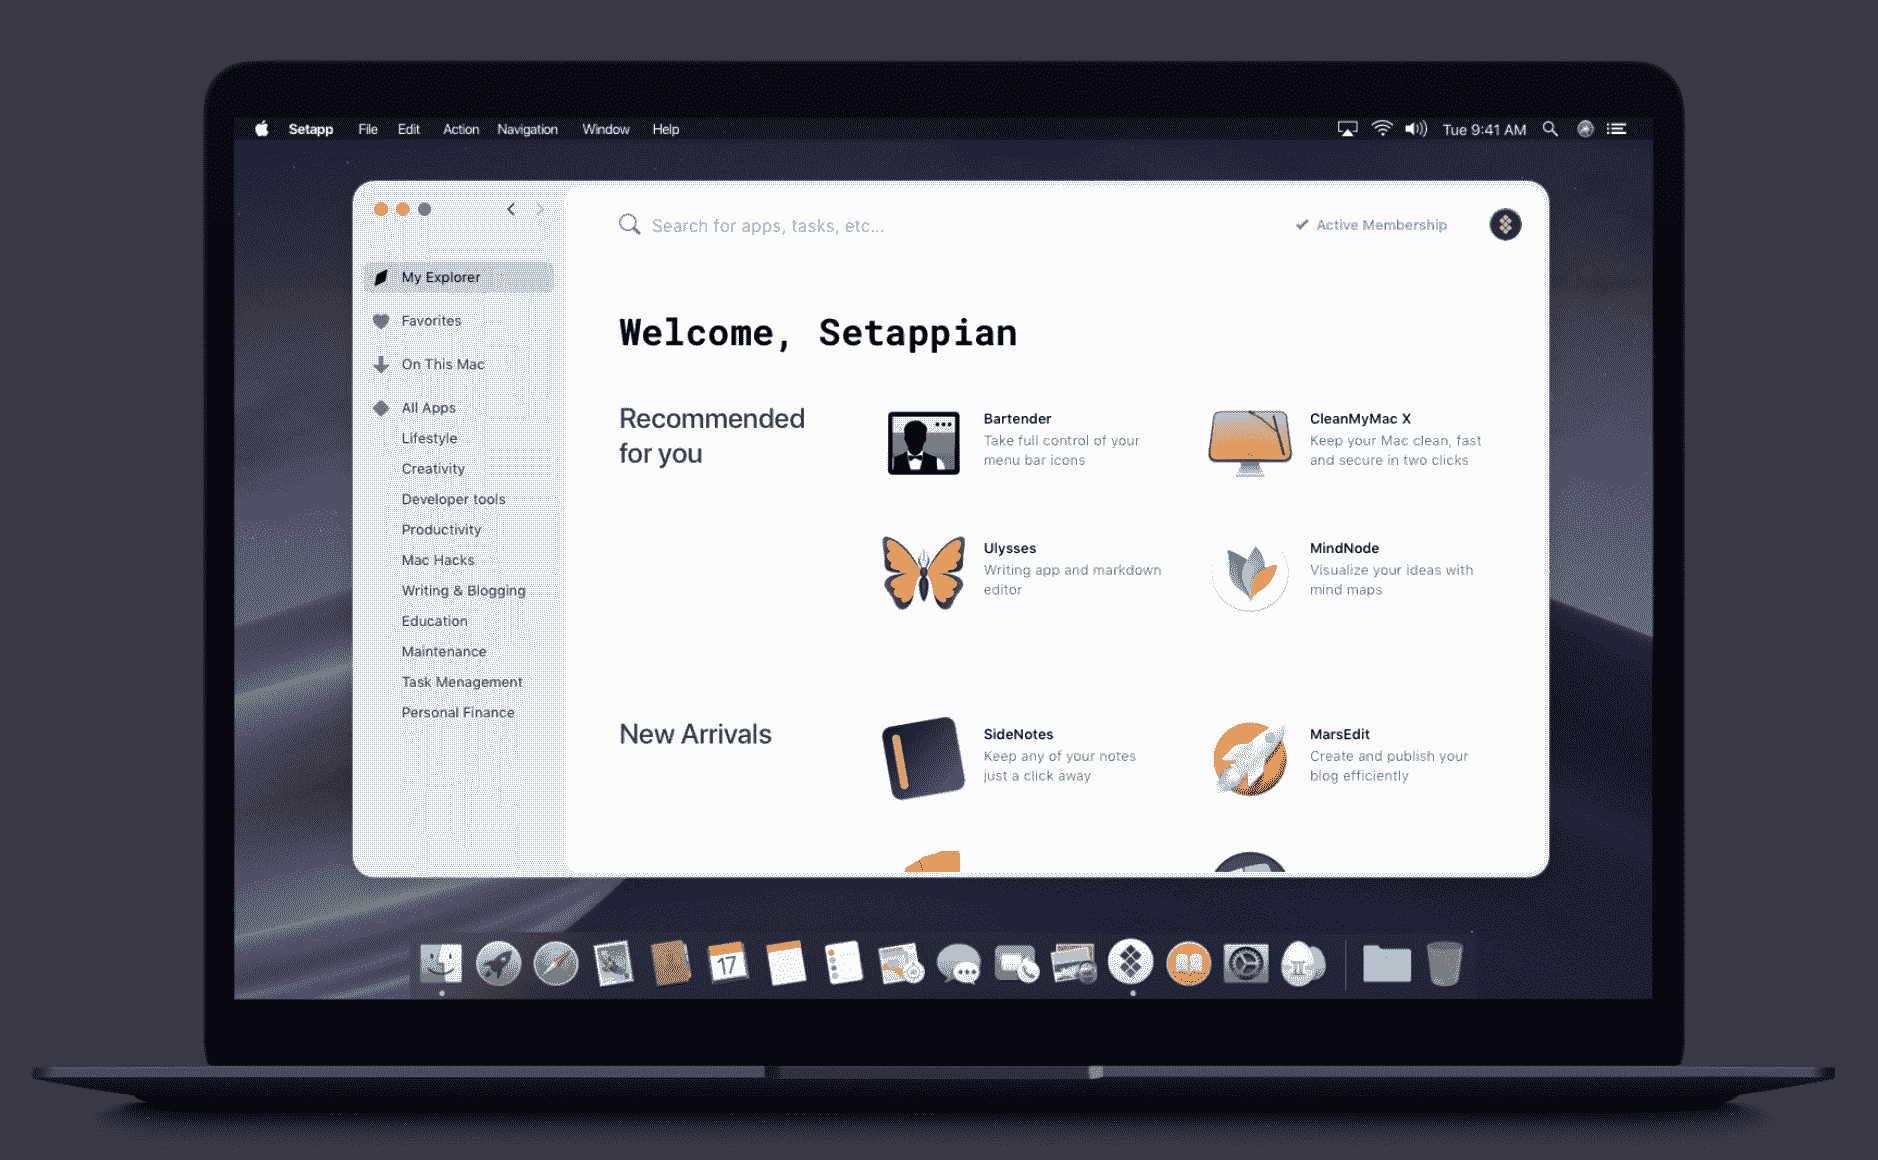 Setapp File Edit Action Navigation Window Help Tue 9:41 AM
Search for apps, tasks, etc...
Active Membership
My Explorer
Favorites
On This Mac
All Apps
Lifestyle
Creativity
Developer tools
Productivity
Mac Hacks
Writing & Blogging
Education
Maintenance
Task Menagement
Personal Finance
Welcome, Setappian
Recommended
for you
Bartender
Take full control of your
menu bar icons
CleanMyMac X
Keep your Mac clean, fast
and secure in two clicks
Ulysses
Writing app and markdown
editor
MindNode
Visualize your ideas with
mind maps
New Arrivals
SideNotes
Keep any of your notes
just a click away
MarsEdit
Create and publish your
blog efficiently
17